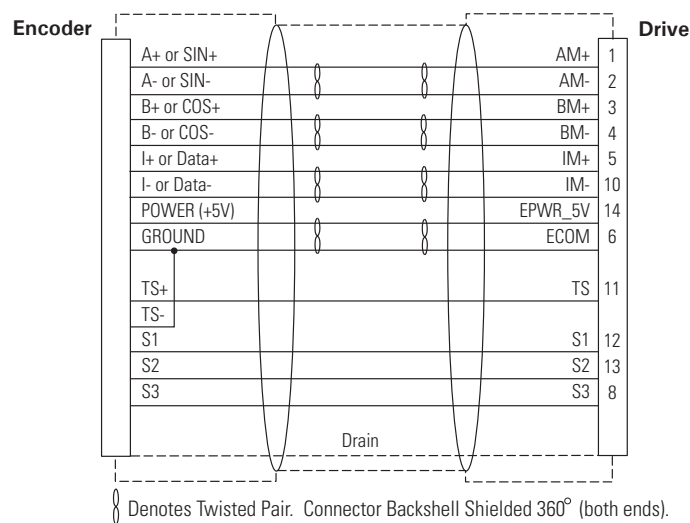 Encoder Drive
A+ or SIN+ AM+ 1
A- or SIN- AM- 2
B+ or COS+ BM+ 3
B- or COS- BM- 4
I+ or Data+ IM+ 5
I- or Data- IM- 10
POWER (+5V) EPWR_5V 14
GROUND ECOM 6
TS+ TS 11
TS-
S1 S1 12
S2 S2 13
S3 S3 8
Drain
Denotes Twisted Pair. Connector Backshell Shielded 360° (both ends).